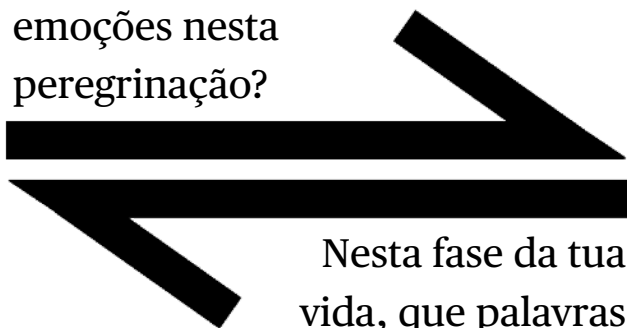 emoções nesta
peregrinação?
Nesta fase da tua
vida, que palavras